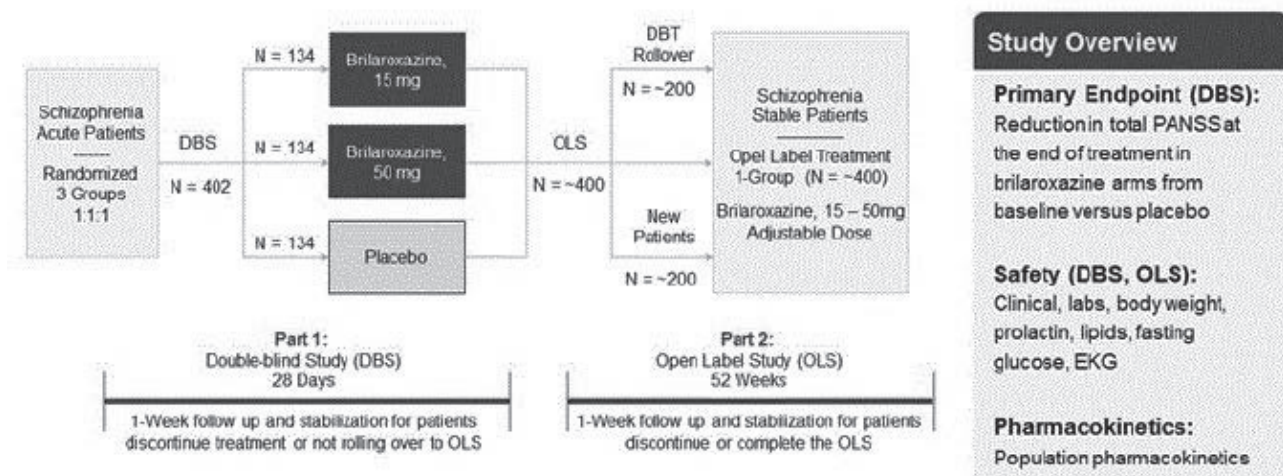 Schizophrenia
Acute Patients
-------
Randomized
3 Groups
1:1:1
DBS
N = 402
N = 134
Brilaroxazine,
15 mg
N = 134
Brilaroxazine,
50 mg
N = 134
Placebo
OLS
N = ~400
DBT
Rollover
N = ~200
New
Patients
N = ~200
Schizophrenia
Stable Patients
Opel Label Treatment
1-Group (N = ~400)
Brilaroxazine, 15 – 50mg
Adjustable Dose
Part 1:
Double-blind Study (DBS)
28 Days
1-Week follow up and stabilization for patients
discontinue treatment or not rolling over to OLS
Part 2:
Open Label Study (OLS)
52 Weeks
1-Week follow up and stabilization for patients
discontinue or complete the OLS
Study Overview
Primary Endpoint (DBS):
Reduction in total PANSS at
the end of treatment in
brilaroxazine arms from
baseline versus placebo
Safety (DBS, OLS):
Clinical, labs, body weight,
prolactin, lipids, fasting
glucose, EKG
Pharmacokinetics:
Population pharmacokinetics